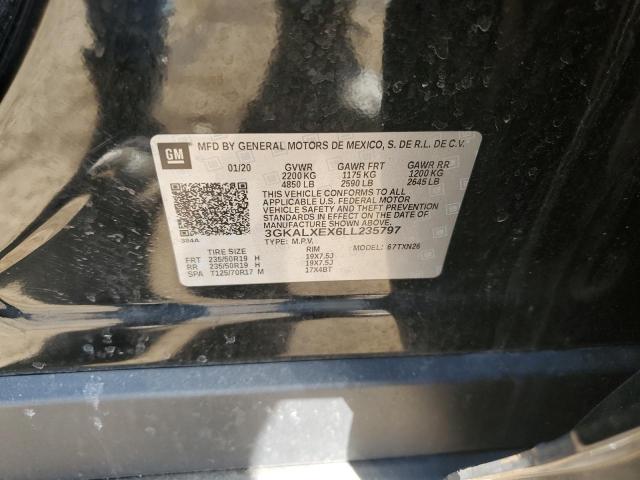 GM
MFD BY GENERAL MOTORS DE MEXICO, S. DE R.L. DE C.V.
01/20 GVWR GAWR FRT GAWR RR
2200 KG 1175 KG 1200 KG
4850 LB 2590 LB 2645 LB
THIS VEHICLE CONFORMS TO ALL
APPLICABLE U.S. FEDERAL MOTOR
VEHICLE SAFETY AND THEFT
PREVENTION STANDARDS IN
EFFECT ON THE DATE OF
MANUFACTURE SHOWN ABOVE.
3GKALXEX6LL235797
384A TYPE: M.P.V. MODEL: 67TXN26
TIRE SIZE RIM
FRT 235/50R19 H 19X7.5J
RR 235/50R19 H 19X7.5J
SPA T125/70R17 M 17X4BT